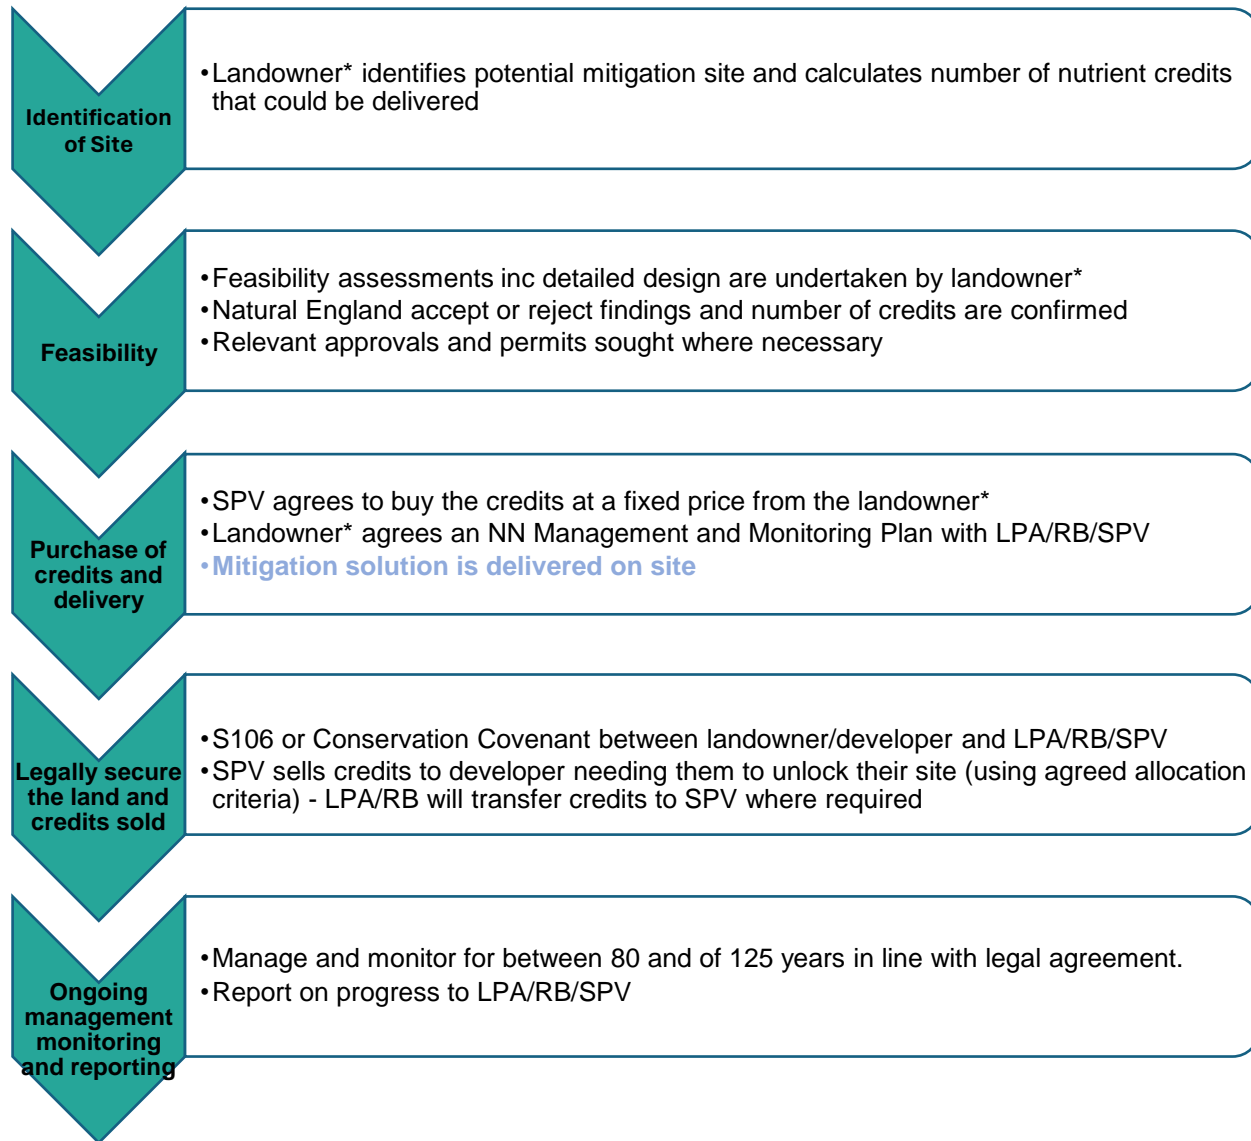 Identification
of Site
•Landowner* identifies potential mitigation site and calculates number of nutrient credits
that could be delivered
Feasibility
•Feasibility assessments inc detailed design are undertaken by landowner*
•Natural England accept or reject findings and number of credits are confirmed
•Relevant approvals and permits sought where necessary
Purchase of
credits and
delivery
•SPV agrees to buy the credits at a fixed price from the landowner*
•Landowner* agrees an NN Management and Monitoring Plan with LPA/RB/SPV
•Mitigation solution is delivered on site
Legally secure
the land and
credits sold
•S106 or Conservation Covenant between landowner/developer and LPA/RB/SPV
•SPV sells credits to developer needing them to unlock their site (using agreed allocation
criteria) - LPA/RB will transfer credits to SPV where required
Ongoing
management
monitoring
and reporting
•Manage and monitor for between 80 and of 125 years in line with legal agreement.
•Report on progress to LPA/RB/SPV